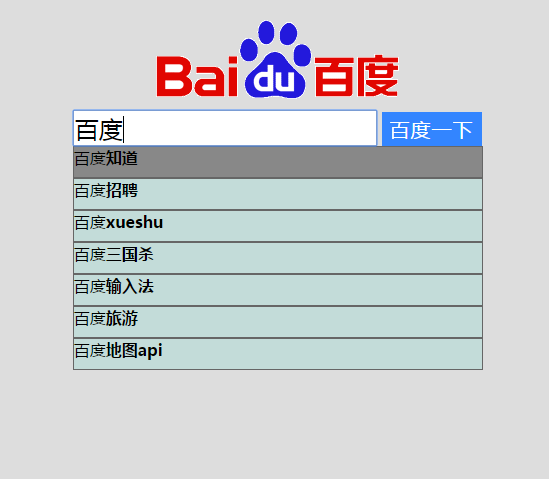 Bai du 百度
百度 百度一下
百度知道
百度招聘
百度xueshu
百度三国杀
百度输入法
百度旅游
百度地图api